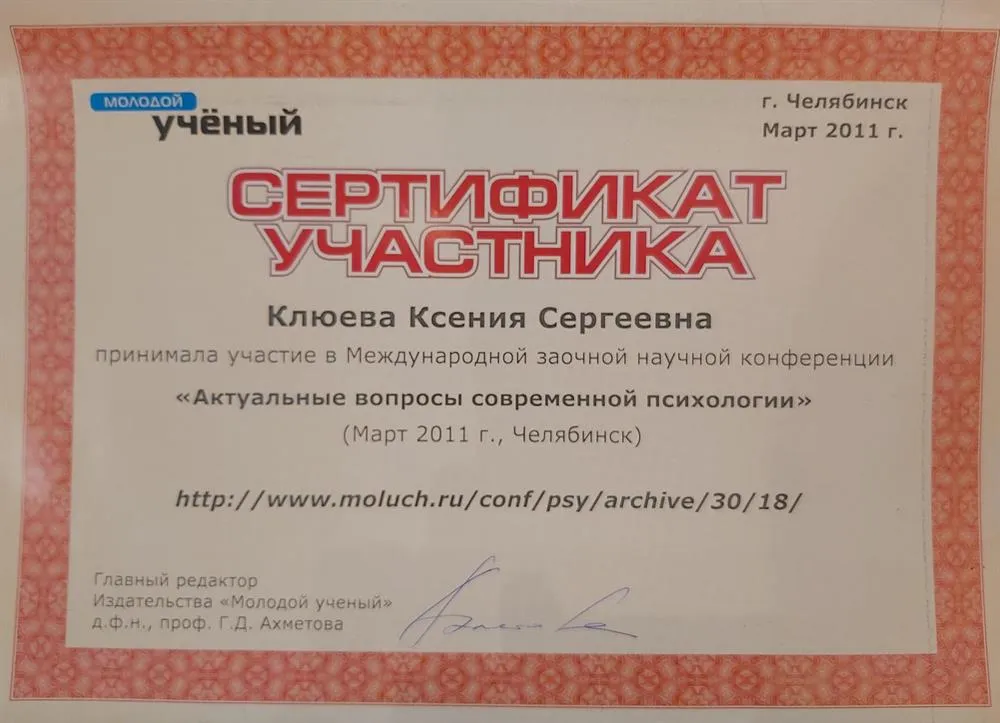 МОЛОДОЙ
учёный
г. Челябинск
Март 2011 г.
СЕРТИФИКАТ
УЧАСТНИКА
Клюева Ксения Сергеевна
принимала участие в Международной заочной научной конференции
«Актуальные вопросы современной психологии»
(Март 2011 г., Челябинск)
http://www.moluch.ru/conf/psy/archive/30/18/
Главный редактор
Издательства «Молодой ученый»
д.ф.н., проф. Г.Д. Ахметова